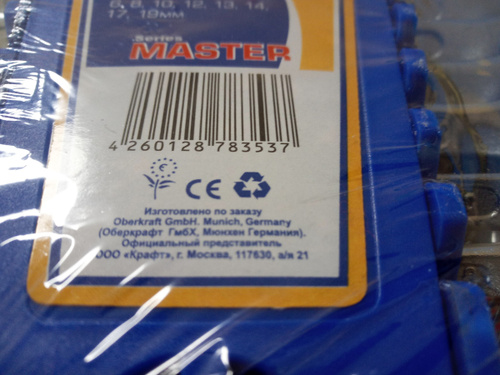 8, 10, 12, 13, 14,
17, 19мм
Series
MASTER
4 260128 783537
CE
Изготовлено по заказу
Oberkraft GmbH. Munich, Germany
(Оберкрафт ГмбХ, Мюнхен Германия).
Официальный представитель
ООО «Крафт», г. Москва, 117630, а/я 21